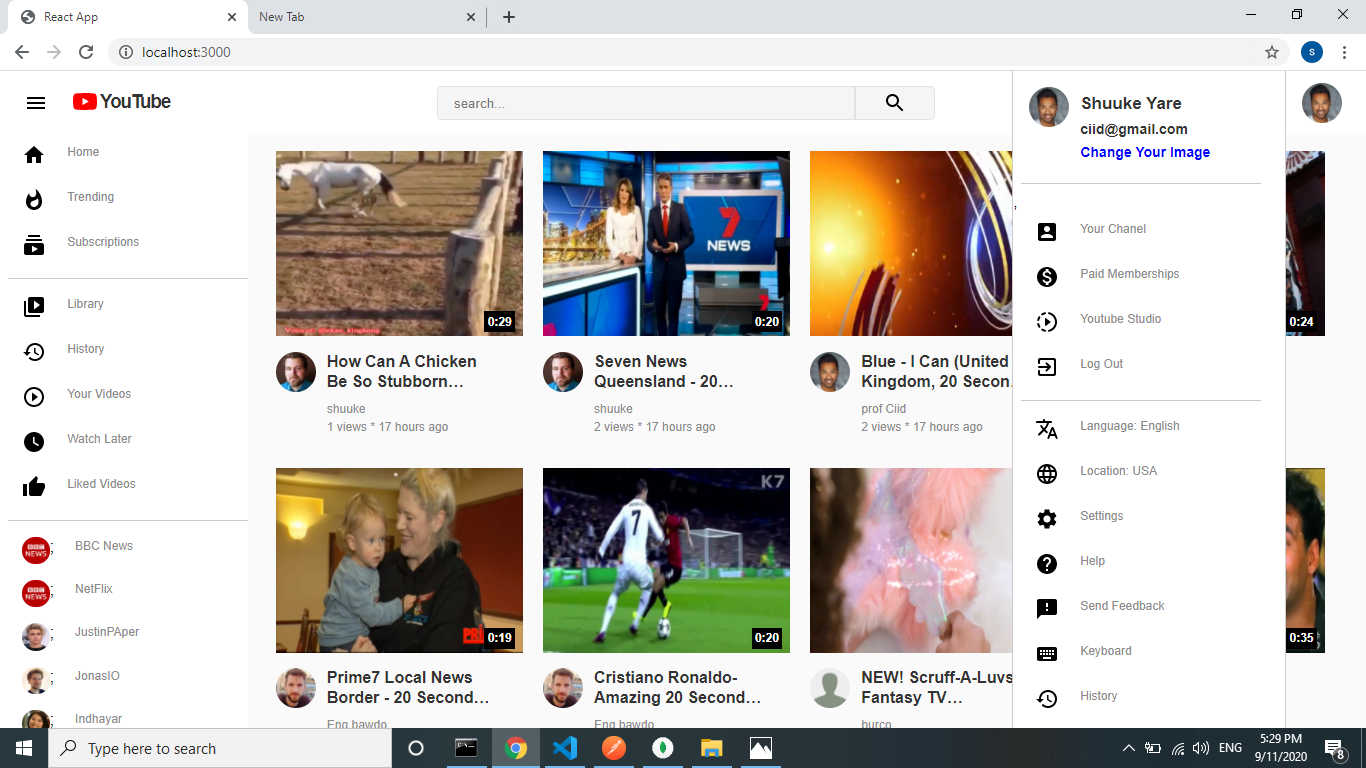 React App
New Tab
localhost:3000
S
YouTube
search...
Home
Trending
Subscriptions
Library
History
Your Videos
Watch Later
Liked Videos
BBC NEWS ;
BBC News
BBC NEWS ;
NetFlix
;
JustinPAper
;
JonasIO
;
Indhayar
0:29
How Can A Chicken
Be So Stubborn…
shuuke
1 views * 17 hours ago
7 NEWS
7
0:20
Seven News
Queensland - 20…
shuuke
2 views * 17 hours ago
Blue - I Can (United
Kingdom, 20 Secon
prof Ciid
2 views * 17 hours ago
0:24
PRI
0:19
Prime7 Local News
Border - 20 Second…
Eng bawdo
K7
7
0:20
Cristiano Ronaldo-
Amazing 20 Second…
Eng bawdo
NEW! Scruff-A-Luvs
Fantasy TV…
burco
0:35
Shuuke Yare
ciid@gmail.com
Change Your Image
,
Your Chanel
Paid Memberships
Youtube Studio
Log Out
Language: English
Location: USA
Settings
Help
Send Feedback
Keyboard
History
Type here to search
ENG
5:29 PM
9/11/2020
8